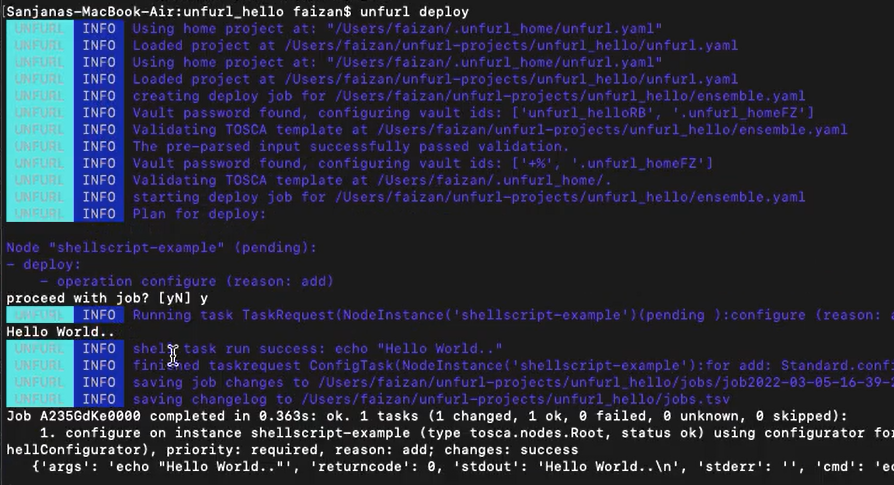 Sanjanas-MacBook-Air:unfurl_hello faizan$ unfurl deploy
UNFURL INFO Using home project at: "/Users/faizan/.unfurl_home/unfurl.yaml"
UNFURL INFO Loaded project at /Users/faizan/unfurl-projects/unfurl_hello/unfurl.yaml
UNFURL INFO Using home project at: "/Users/faizan/.unfurl_home/unfurl.yaml"
UNFURL INFO Loaded project at /Users/faizan/unfurl-projects/unfurl_hello/unfurl.yaml
UNFURL INFO creating deploy job for /Users/faizan/unfurl-projects/unfurl_hello/ensemble.yaml
UNFURL INFO Vault password found, configuring vault ids: ['unfurl_helloRB', '.unfurl_homeFZ']
UNFURL INFO Validating TOSCA template at /Users/faizan/unfurl-projects/unfurl_hello/ensemble.yaml
UNFURL INFO The pre-parsed input successfully passed validation.
UNFURL INFO Vault password found, configuring vault ids: ['+%', '.unfurl_homeFZ']
UNFURL INFO Validating TOSCA template at /Users/faizan/.unfurl_home/.
UNFURL INFO starting deploy job for /Users/faizan/unfurl-projects/unfurl_hello/ensemble.yaml
UNFURL INFO Plan for deploy:
Node "shellscript-example" (pending):
- deploy:
- operation configure (reason: add)
proceed with job? [yN] y
UNFURL INFO Running task TaskRequest(NodeInstance('shellscript-example')(pending ):configure (reason: a
Hello World..
UNFURL INFO shell task run success: echo "Hello World.."
UNFURL INFO finished taskrequest ConfigTask(NodeInstance('shellscript-example'):for add: Standard.confi
UNFURL INFO saving job changes to /Users/faizan/unfurl-projects/unfurl_hello/jobs/job2022-03-05-16-39-2
UNFURL INFO saving changelog to /Users/faizan/unfurl-projects/unfurl_hello/jobs.tsv
Job A235GdKe0000 completed in 0.363s: ok. 1 tasks (1 changed, 1 ok, 0 failed, 0 unknown, 0 skipped):
1. configure on instance shellscript-example (type tosca.nodes.Root, status ok) using configurator for
hellConfigurator), priority: required, reason: add; changes: success
{'args': 'echo "Hello World.."', 'returncode': 0, 'stdout': 'Hello World..\n', 'stderr': '', 'cmd': 'ec